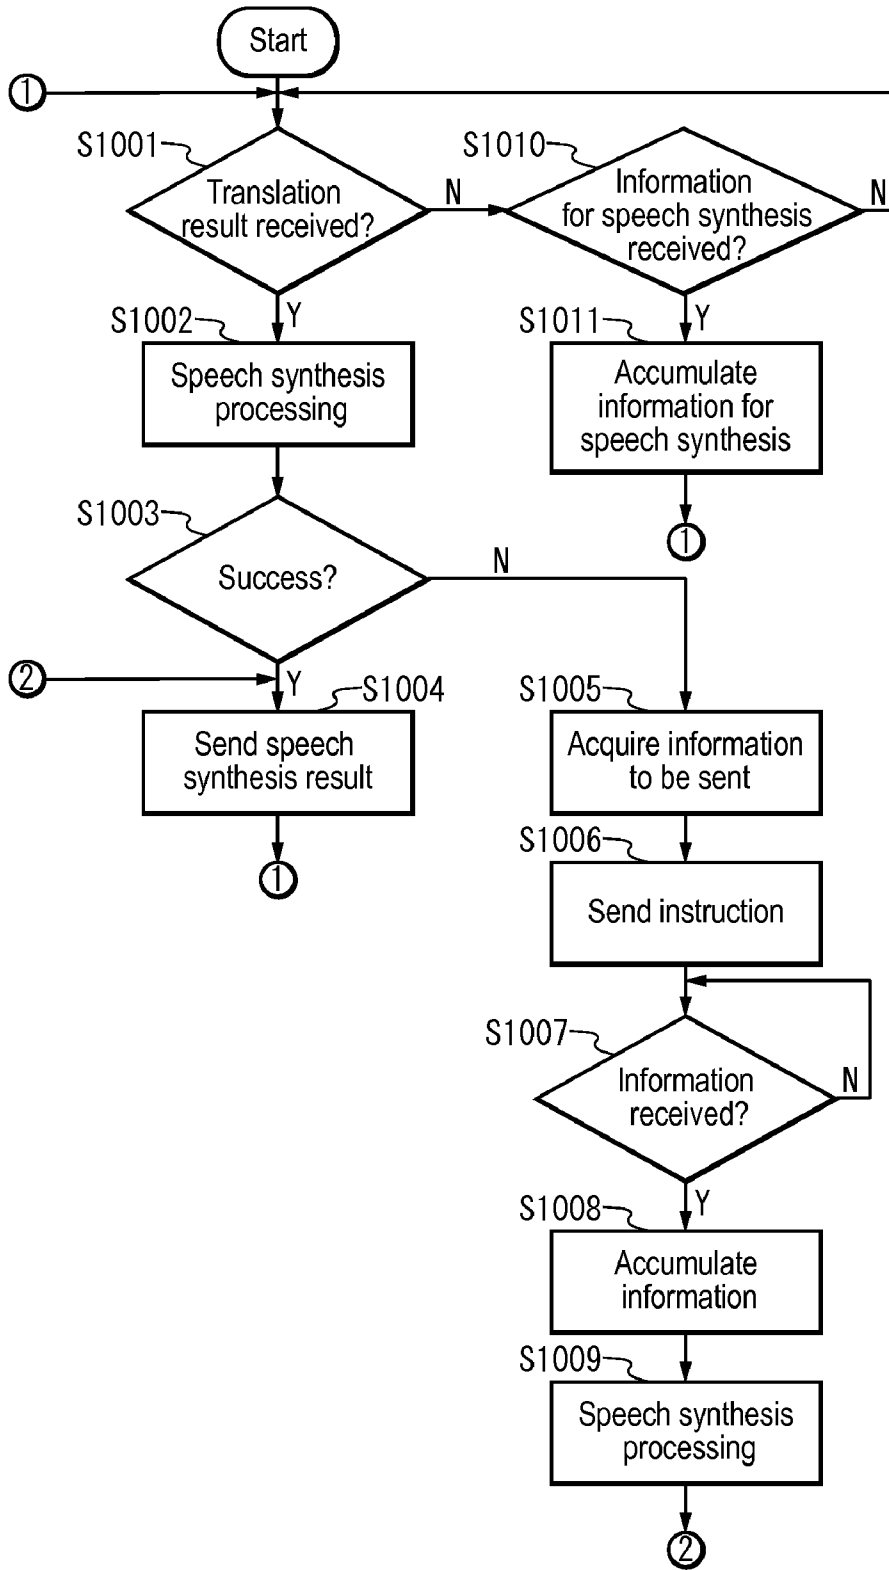 Start
1
S1001
Translation
result received?
N
S1010
Information
for speech synthesis
received?
N
Y
S1002
Speech synthesis
processing
Y
S1011
Accumulate
information for
speech synthesis
1
S1003
Success?
N
2
Y
S1004
Send speech
synthesis result
1
S1005
Acquire information
to be sent
S1006
Send instruction
S1007
Information
received?
N
Y
S1008
Accumulate
information
S1009
Speech synthesis
processing
2